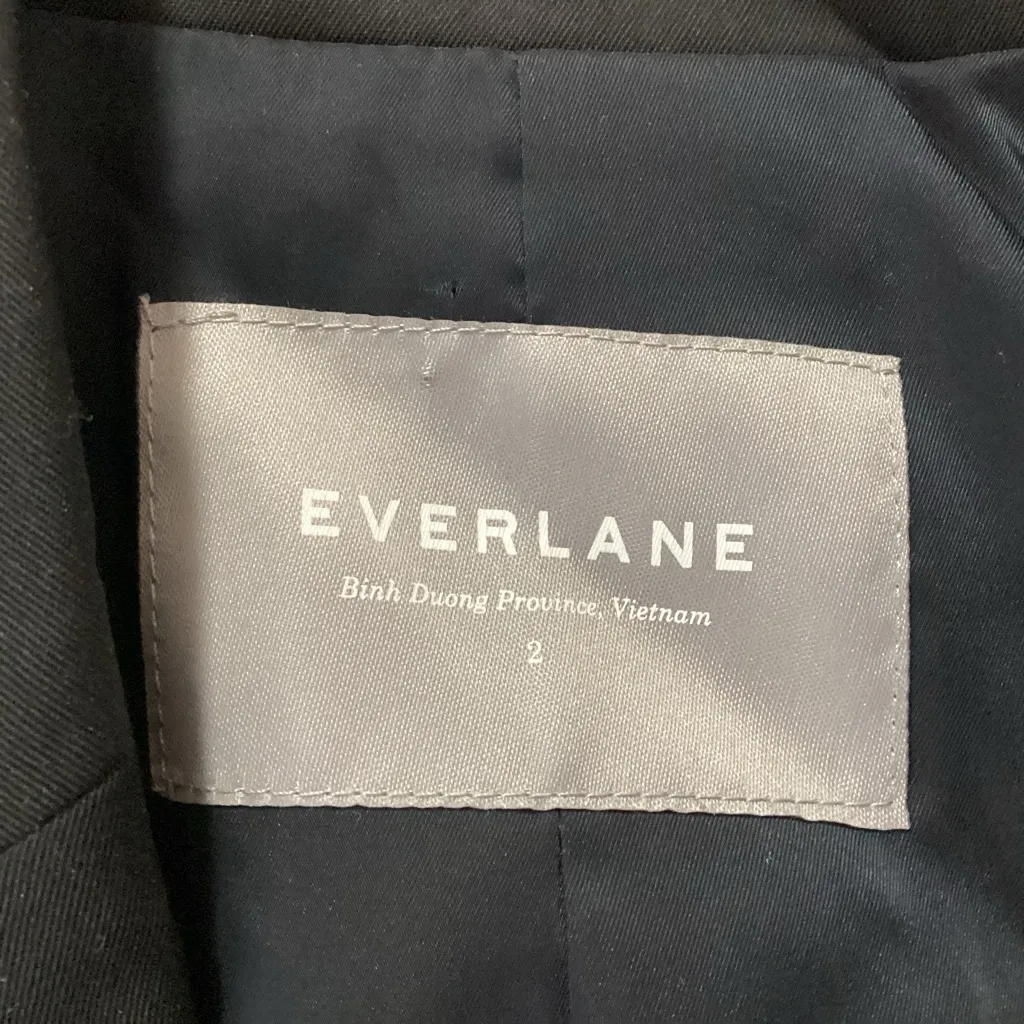 EVERLANE
Binh Duong Province, Vietnam
2